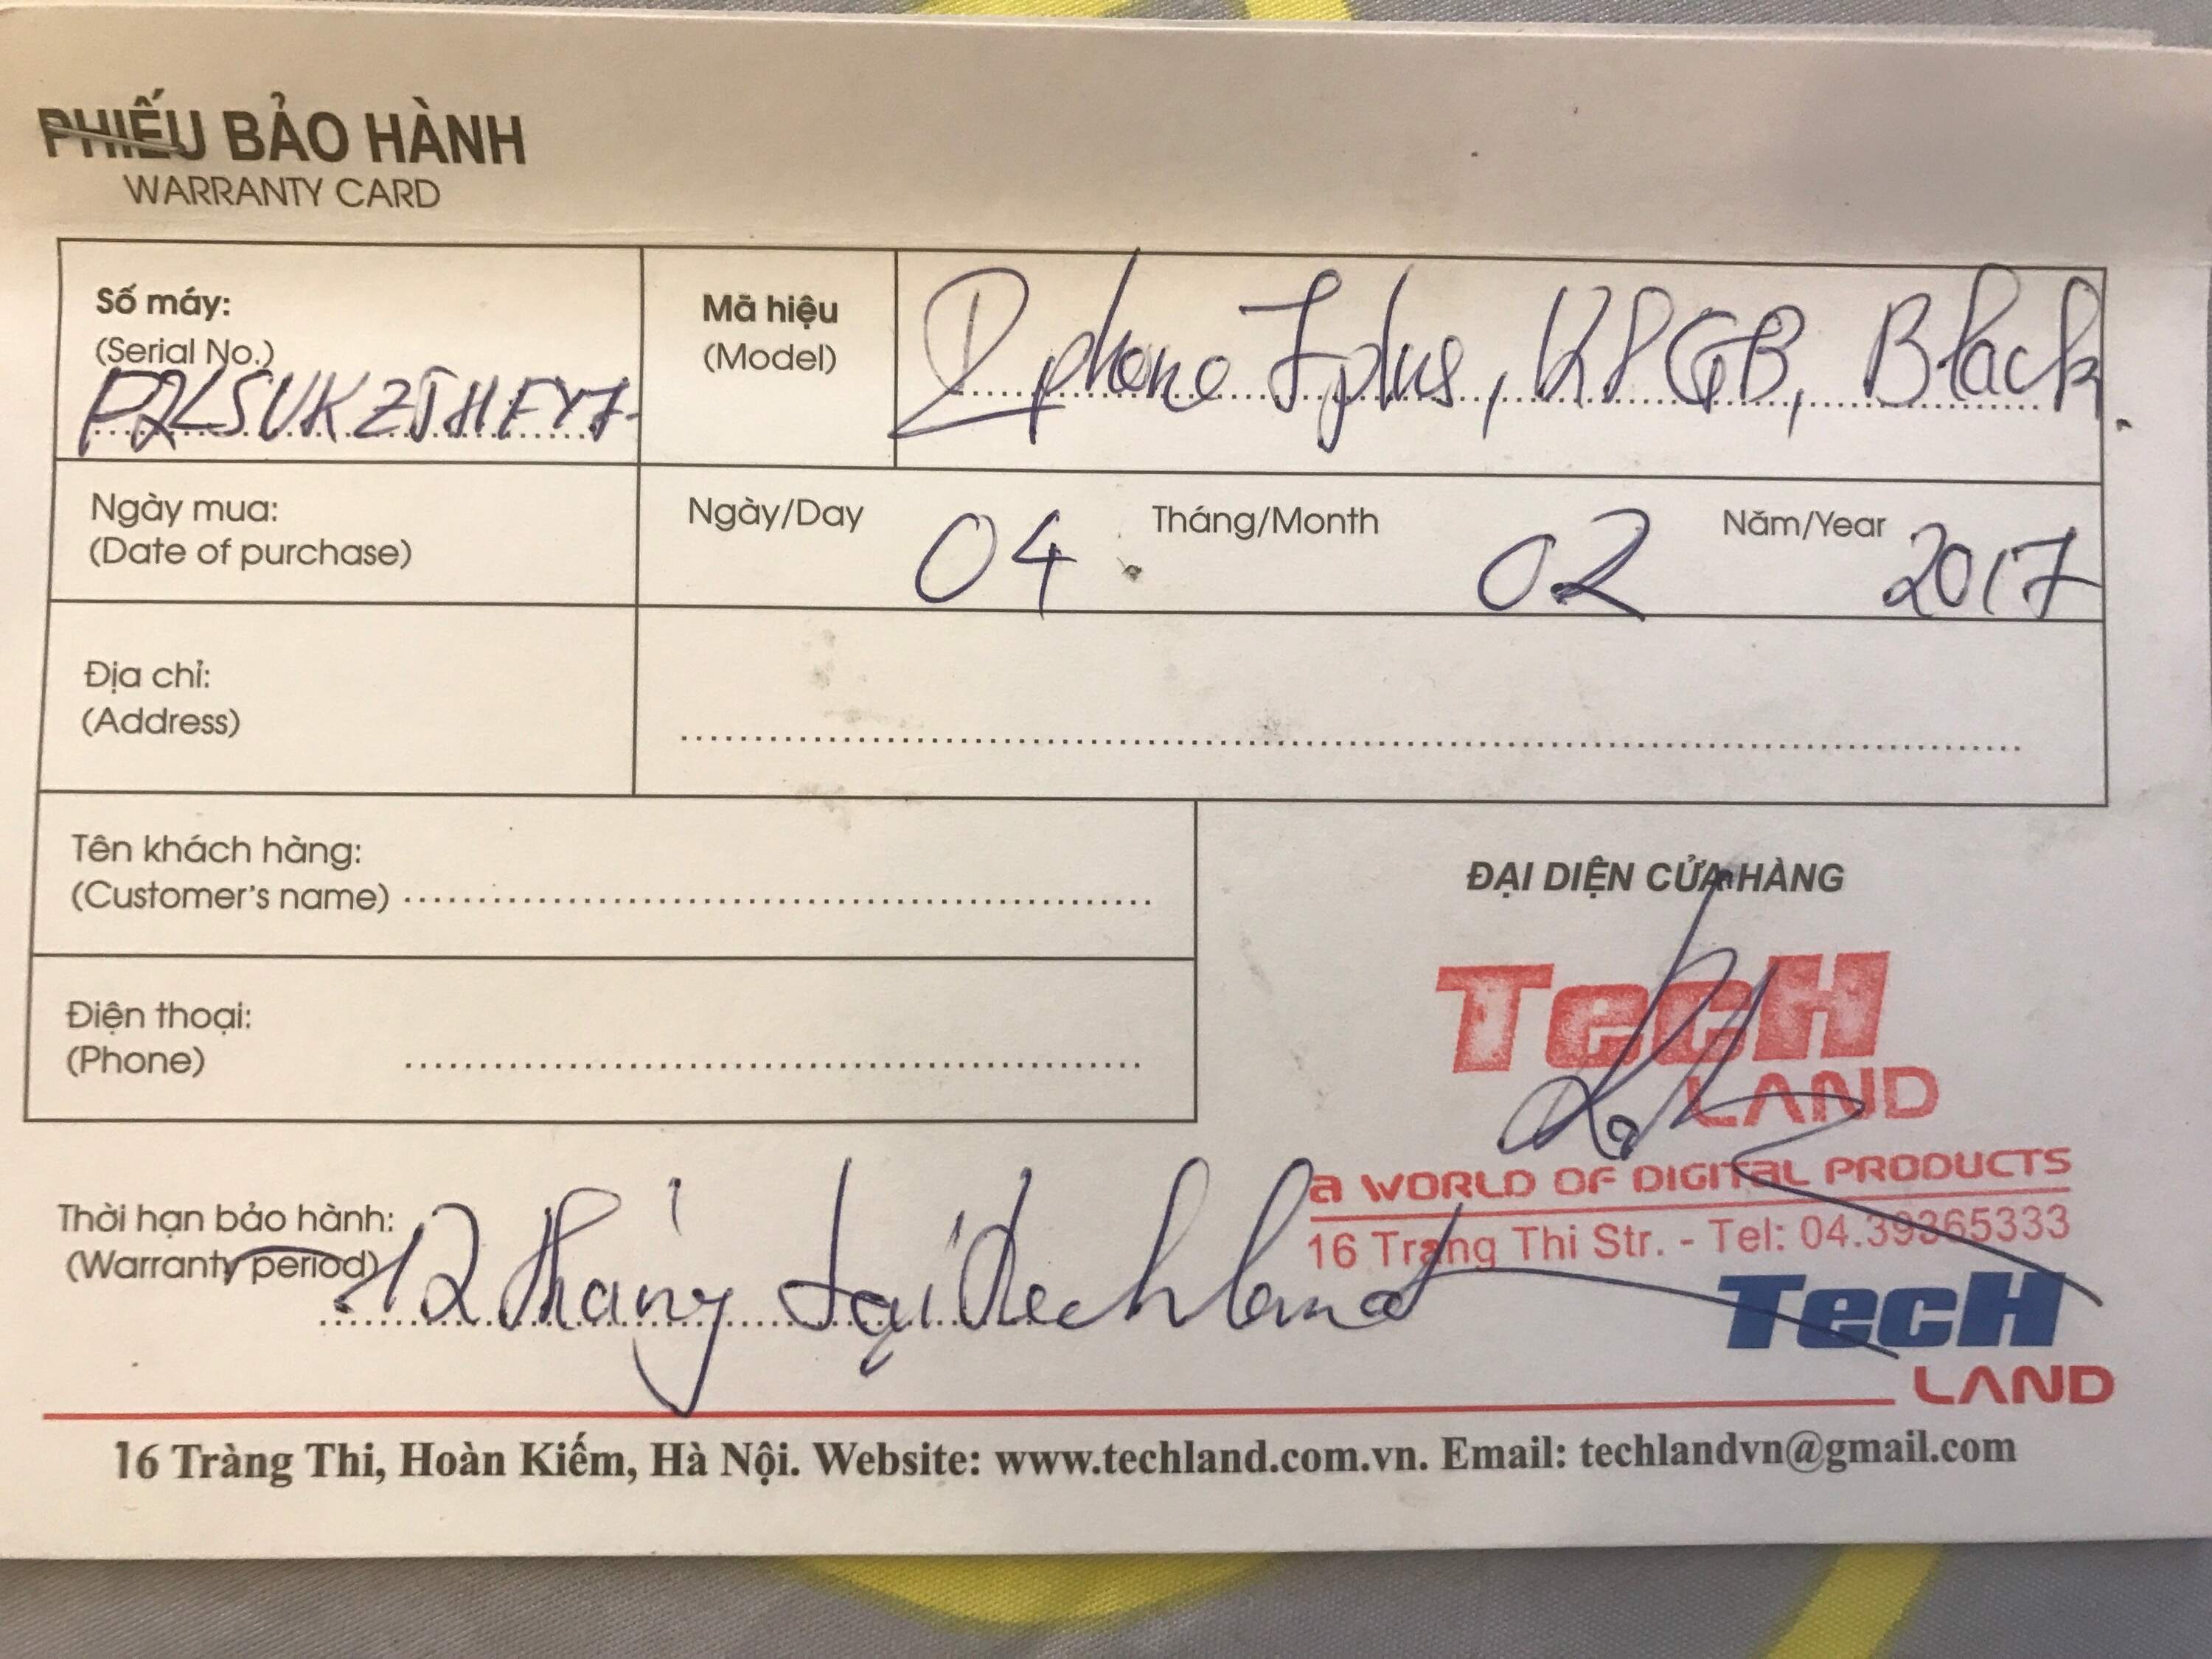 PHIẾU BẢO HÀNH
WARRANTY CARD
Số máy:
(Serial No.)
Mã hiệu
(Model)
Iphone 7plus, GB, Black.
Ngày mua:
(Date of purchase)
Ngày/Day 04 Tháng/Month 02 Năm/Year 2017
Địa chỉ:
(Address)
Tên khách hàng:
(Customer's name)
Điện thoại:
(Phone)
ĐẠI DIỆN CỬA HÀNG
TecH
LAND
a WORLD OF DIGITAL PRODUCTS
16 Trang Thi Str. - Tel: 04.39365333
Thời hạn bảo hành:
(Warranty period) 12 tháng tại techland
TecH
LAND
16 Tràng Thi, Hoàn Kiếm, Hà Nội. Website: www.techland.com.vn. Email: techlandvn@gmail.com